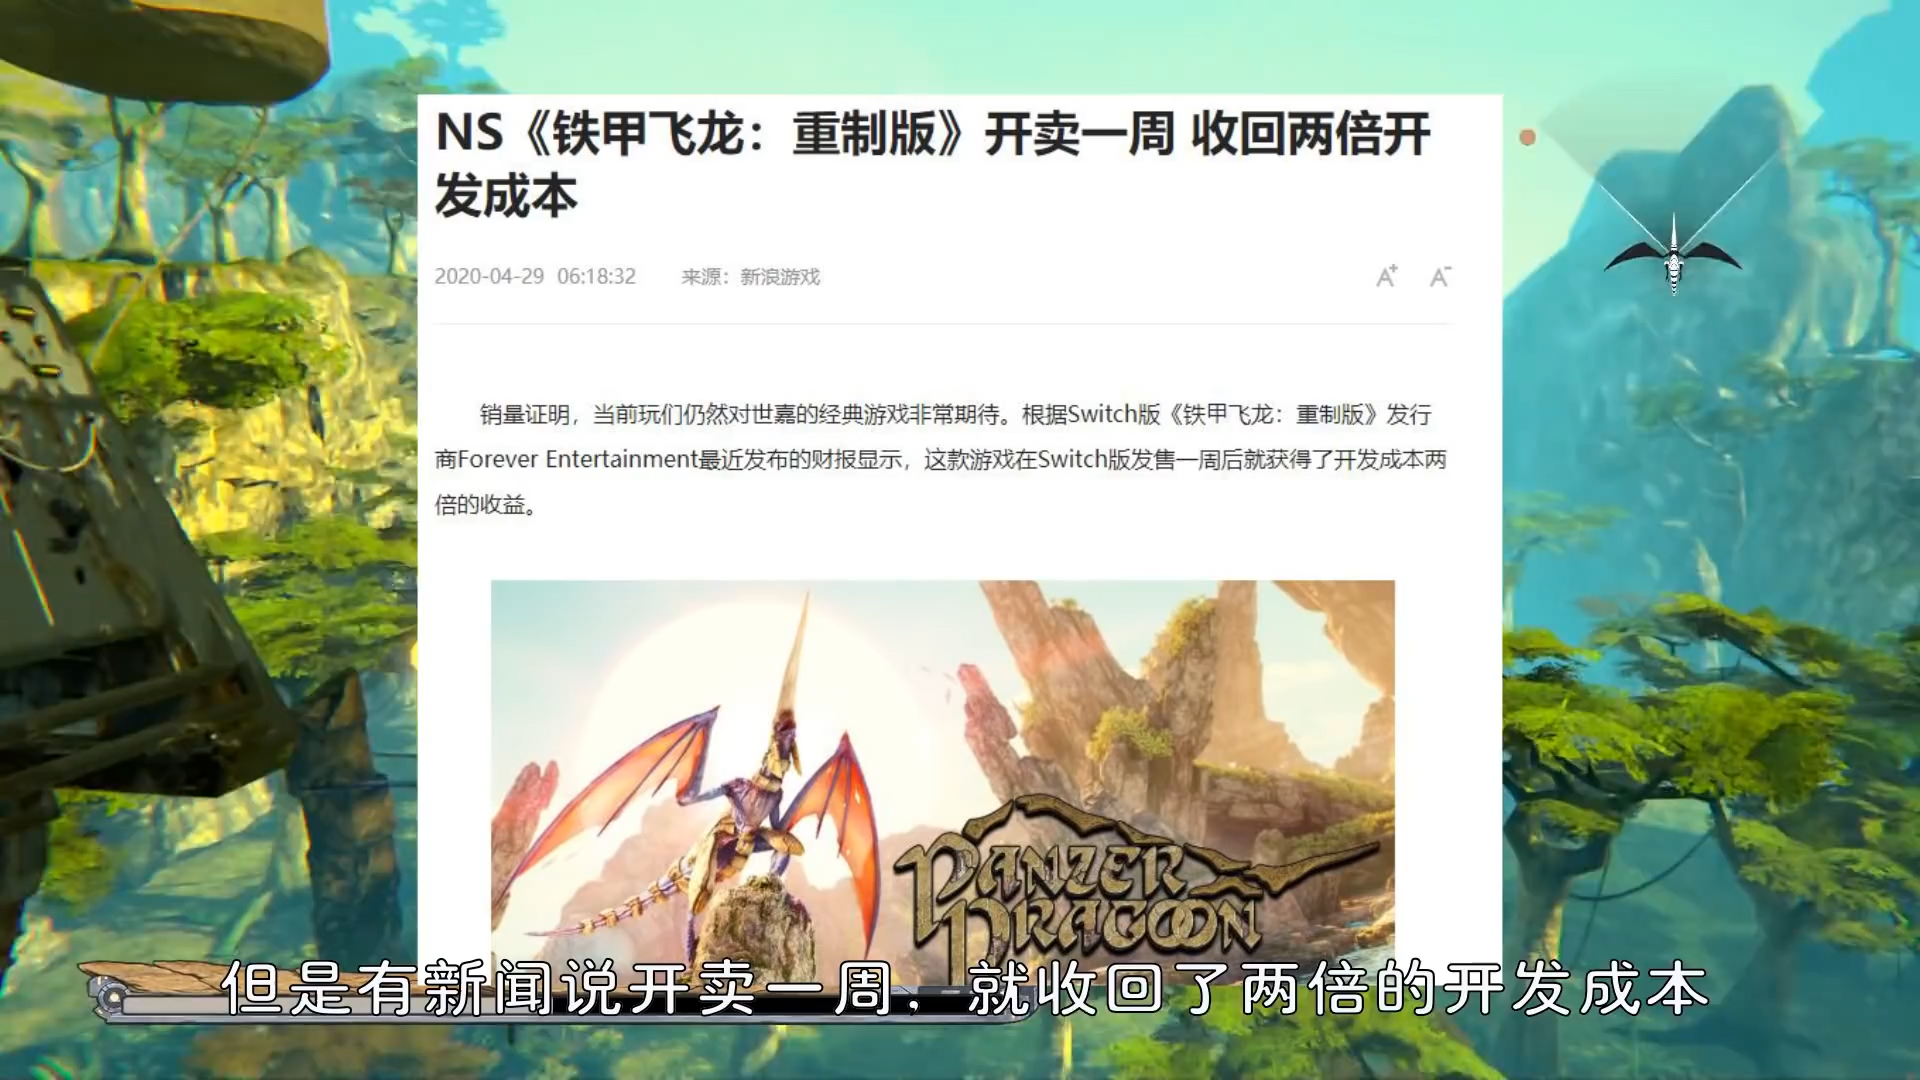 NS《铁甲飞龙：重制版》开卖一周 收回两倍开
发成本
2020-04-29 06:18:32 来源：新浪游戏
A+ A-
销量证明，当前玩们仍然对世嘉的经典游戏非常期待。根据Switch版《铁甲飞龙：重制版》发行
商Forever Entertainment最近发布的财报显示，这款游戏在Switch版发售一周后就获得了开发成本两
倍的收益。
PANZER
DRAGOON
但是有新闻说开卖一周，就收回了两倍的开发成本